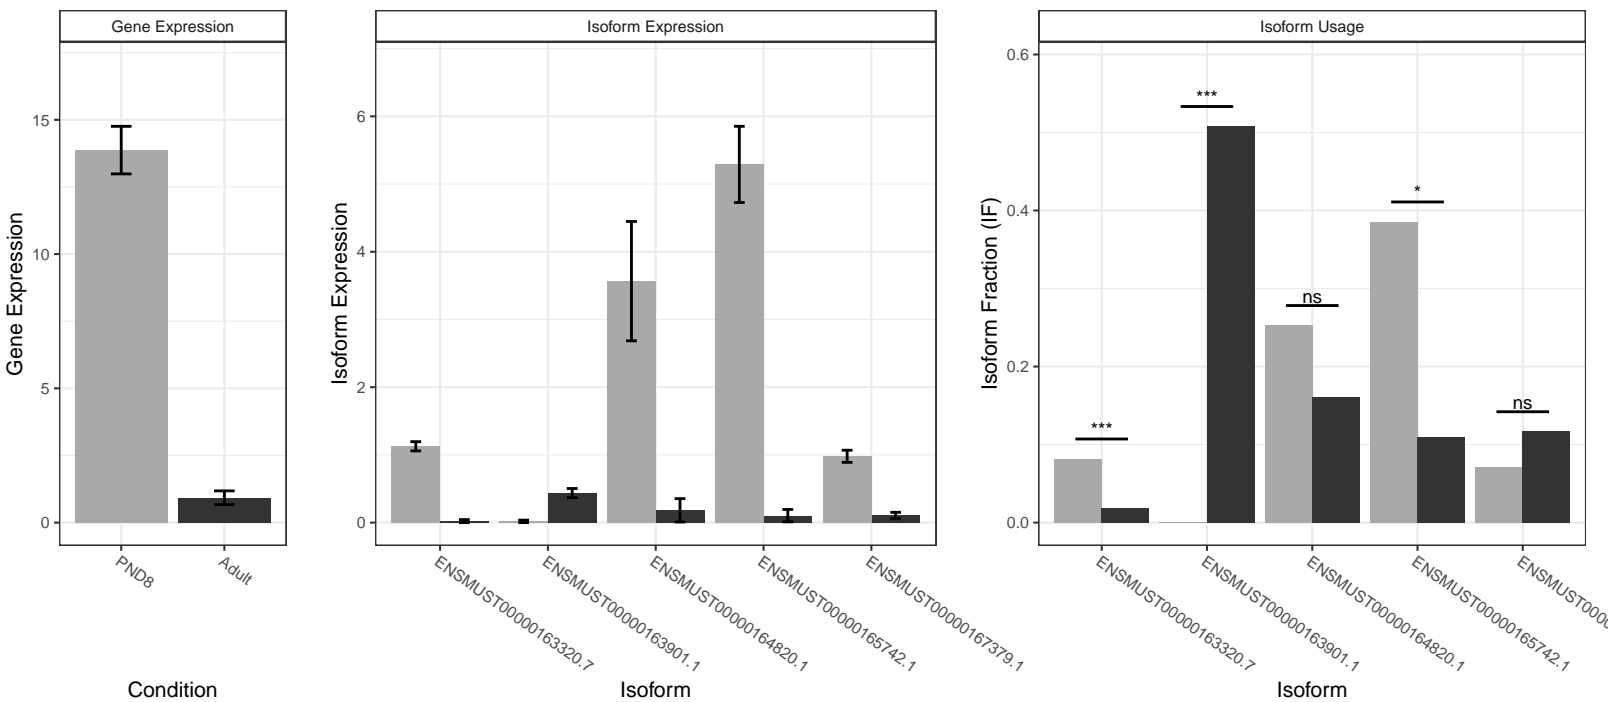 Gene Expression
Isoform Expression
Isoform Usage
Gene Expression
15
10
5
0
PND8
Adult
Condition
Isoform Expression
6
4
2
0
ENSMUST00000163320.7
ENSMUST00000163901.1
ENSMUST00000164820.1
ENSMUST00000165742.1
ENSMUST00000167379.1
Isoform
Isoform Fraction (IF)
0.6
0.4
0.2
0.0
***
***
ns
*
ns
ENSMUST00000163320.7
ENSMUST00000163901.1
ENSMUST00000164820.1
ENSMUST00000165742.1
Isoform